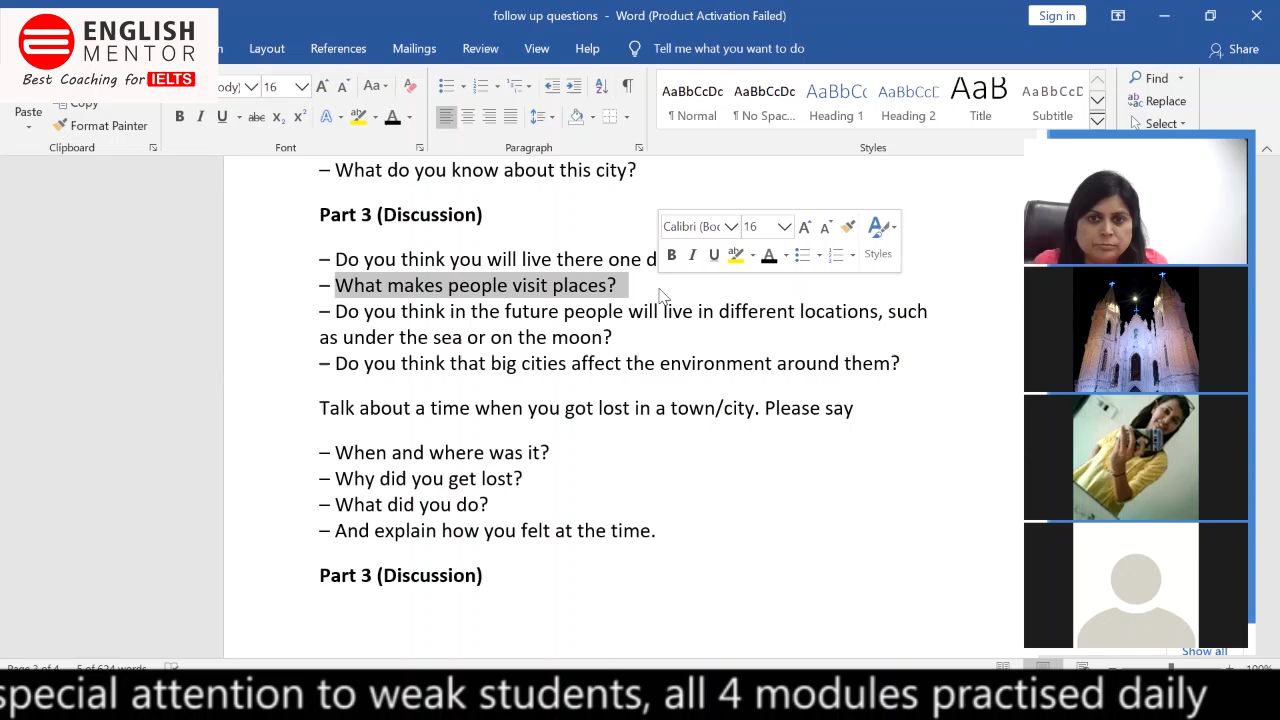 ENGLISH
MENTOR
Best Coaching for IELTS
follow up questions - Word (Product Activation Failed)
Sign in
Layout References Mailings Review View Help Tell me what you want to do Share
Copy
Paste
Format Painter
Clipboard
16
Aa
B I U abc X2 X2
A A
Font
Paragraph
AaBbCcDc AaBbCcDc AaBbCc AaBbCcD AaB AaBbCcD
¶ Normal ¶ No Spac... Heading 1 Heading 2 Title Subtitle
Styles
Find
Replace
Select
– What do you know about this city?
Part 3 (Discussion)
Calibri (Boc 16
B I U
Styles
– Do you think you will live there one d
– What makes people visit places?
– Do you think in the future people will live in different locations, such
as under the sea or on the moon?
– Do you think that big cities affect the environment around them?
Talk about a time when you got lost in a town/city. Please say
– When and where was it?
– Why did you get lost?
– What did you do?
– And explain how you felt at the time.
Part 3 (Discussion)
Show all
100%
special attention to weak students, all 4 modules practised daily